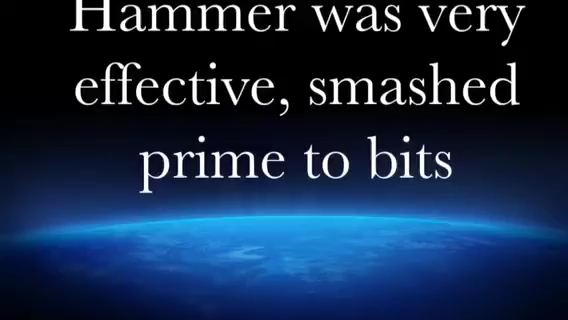 Hammer was very
effective, smashed
prime to bits